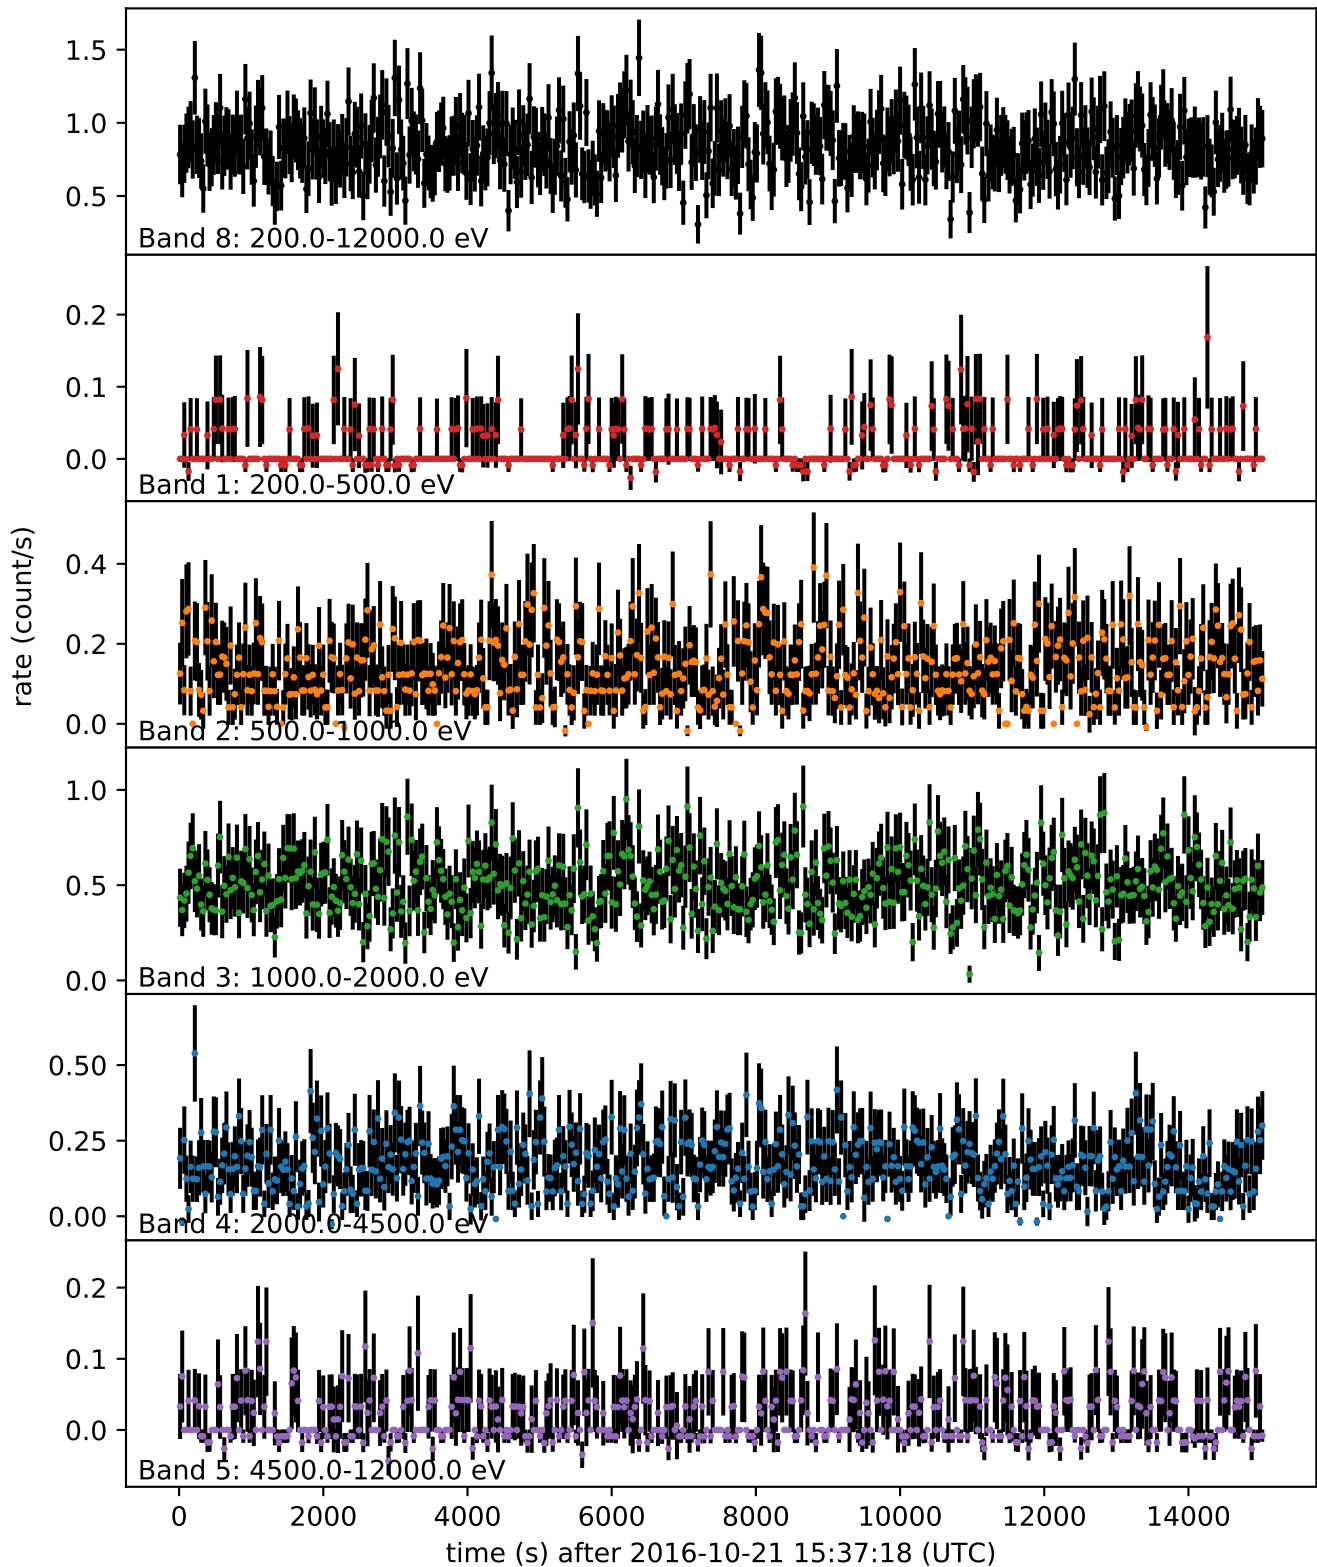 1.5
1.0
0.5
Band 8: 200.0-12000.0 eV
0.2
0.1
0.0
Band 1: 200.0-500.0 eV
rate (count/s)
0.4
0.2
0.0
Band 2: 500.0-1000.0 eV
1.0
0.5
0.0
Band 3: 1000.0-2000.0 eV
0.50
0.25
0.00
Band 4: 2000.0-4500.0 eV
0.2
0.1
0.0
Band 5: 4500.0-12000.0 eV
0 2000 4000 6000 8000 10000 12000 14000
time (s) after 2016-10-21 15:37:18 (UTC)